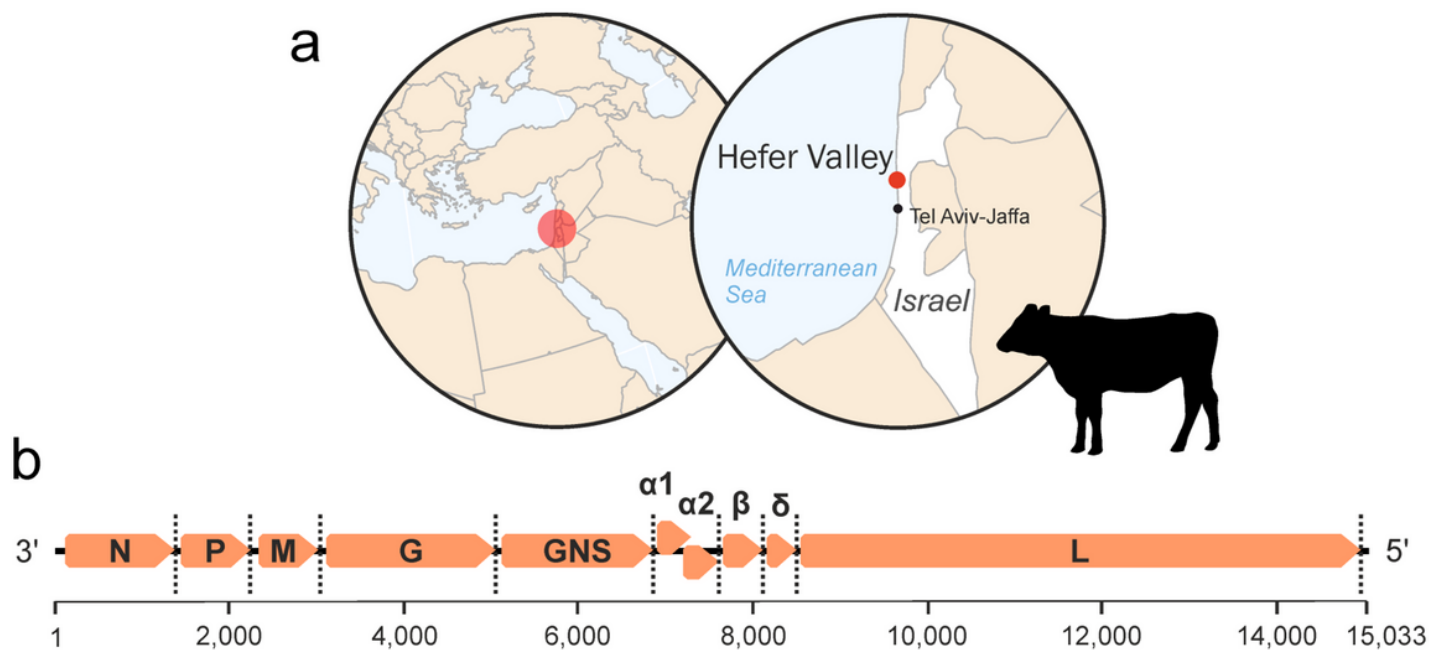 a
Hefer Valley
Tel Aviv-Jaffa
Mediterranean
Sea
Israel
b
α1
α2 β δ
3' N P M G GNS L 5'
1 2,000 4,000 6,000 8,000 10,000 12,000 14,000 15,033